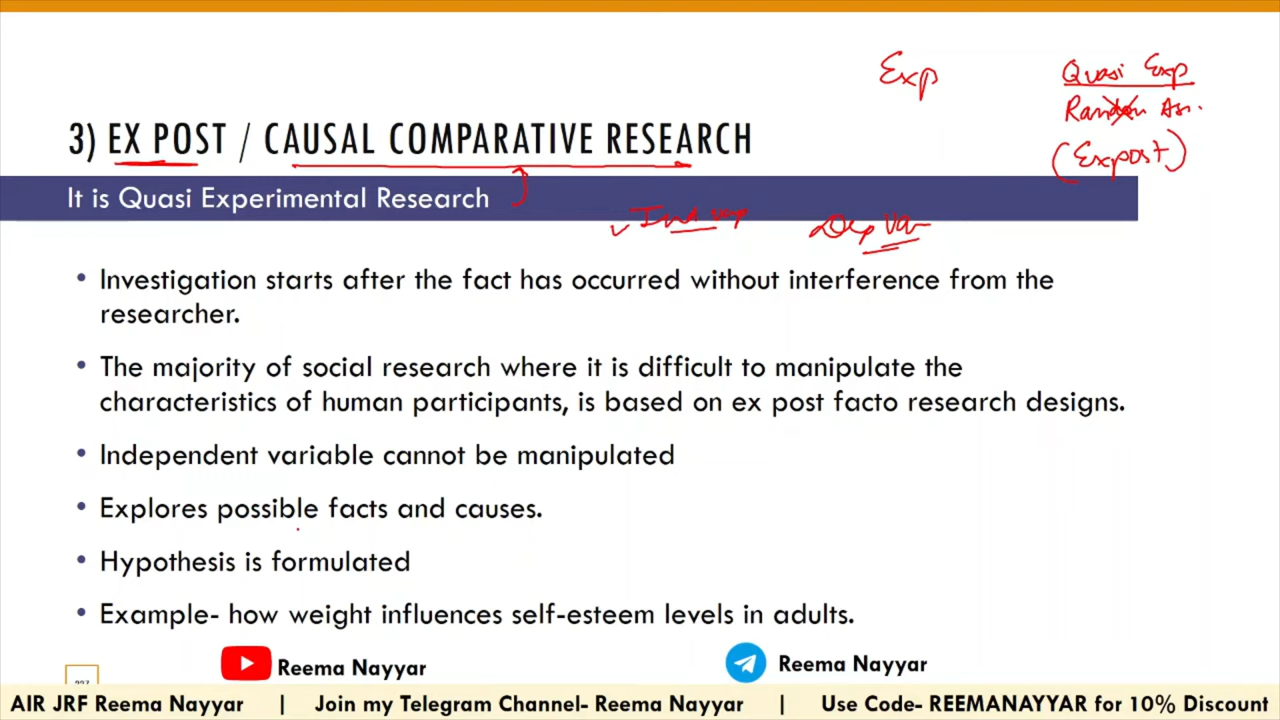 Exp
Quasi Exp
Random Ass.
(Expost)
3) EX POST / CAUSAL COMPARATIVE RESEARCH
It is Quasi Experimental Research
Ind var
Dep Var
• Investigation starts after the fact has occurred without interference from the
researcher.
• The majority of social research where it is difficult to manipulate the
characteristics of human participants, is based on ex post facto research designs.
• Independent variable cannot be manipulated
• Explores possible facts and causes.
• Hypothesis is formulated
• Example- how weight influences self-esteem levels in adults.
Reema Nayyar
Reema Nayyar
AIR JRF Reema Nayyar | Join my Telegram Channel- Reema Nayyar | Use Code- REEMANAYYAR for 10% Discount